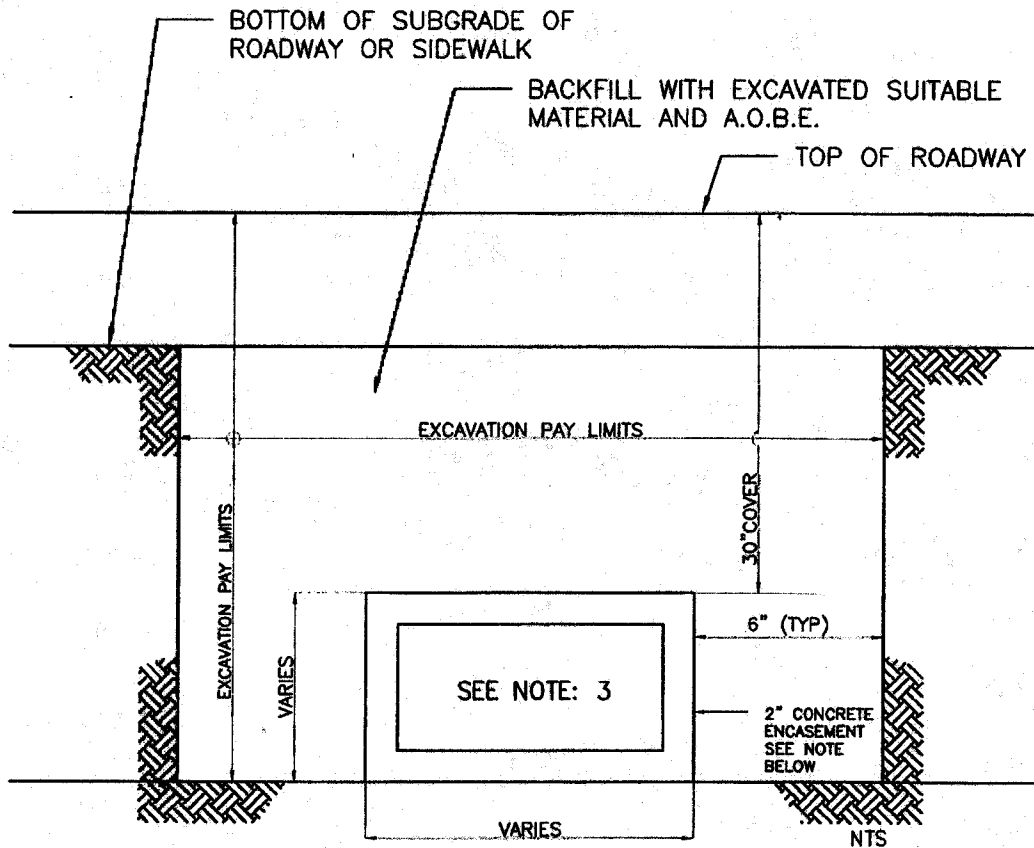 BOTTOM OF SUBGRADE OF
ROADWAY OR SIDEWALK
BACKFILL WITH EXCAVATED SUITABLE
MATERIAL AND A.O.B.E.
TOP OF ROADWAY
EXCAVATION PAY LIMITS
EXCAVATION PAY LIMITS
30"COVER
6" (TYP)
VARIES
SEE NOTE: 3
2" CONCRETE
ENCASEMENT
SEE NOTE
BELOW
VARIES
NTS